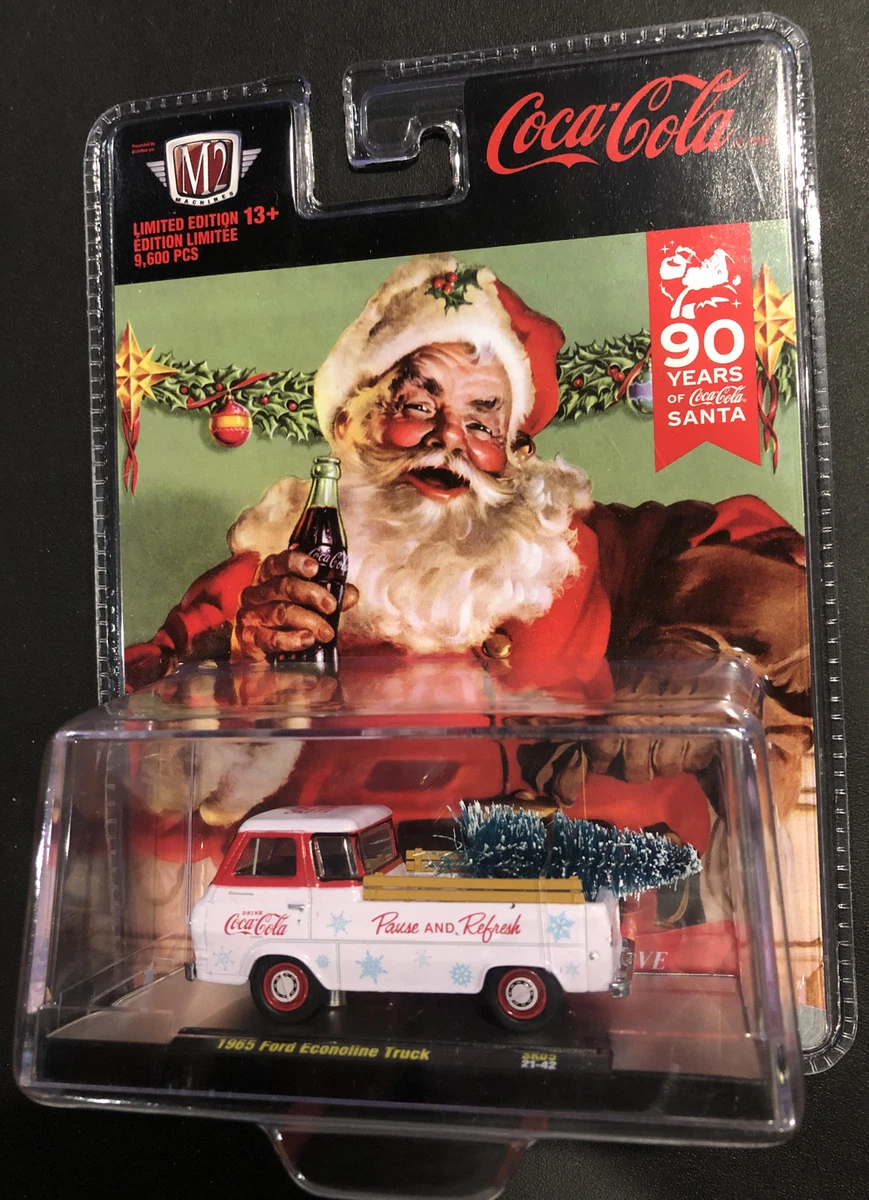 M2
MACHINES
Coca-Cola
LIMITED EDITION 13+
ÉDITION LIMITÉE
9,600 PCS
90
YEARS
OF Coca-Cola
SANTA
Coca-Cola
DRINK
Coca-Cola
Pause AND Refresh
1965 Ford Econoline Truck
21-42